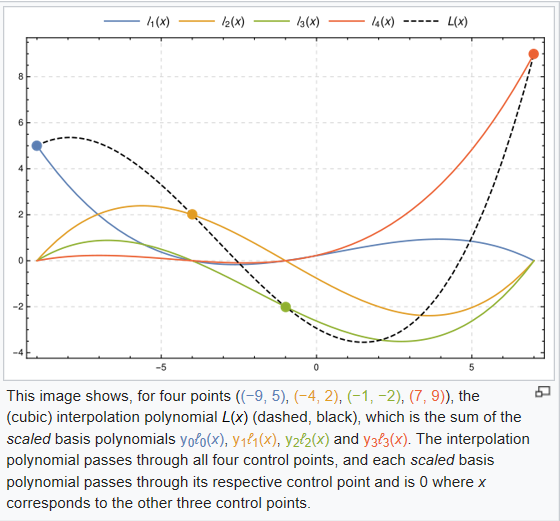 l₁(x) l₂(x) l₃(x) l₄(x) L(x)
8
6
4
2
0
−2
−4
−5 0 5
This image shows, for four points ((−9, 5), (−4, 2), (−1, −2), (7, 9)), the
(cubic) interpolation polynomial L(x) (dashed, black), which is the sum of the
scaled basis polynomials y₀ℓ₀(x), y₁ℓ₁(x), y₂ℓ₂(x) and y₃ℓ₃(x). The interpolation
polynomial passes through all four control points, and each scaled basis
polynomial passes through its respective control point and is 0 where x
corresponds to the other three control points.